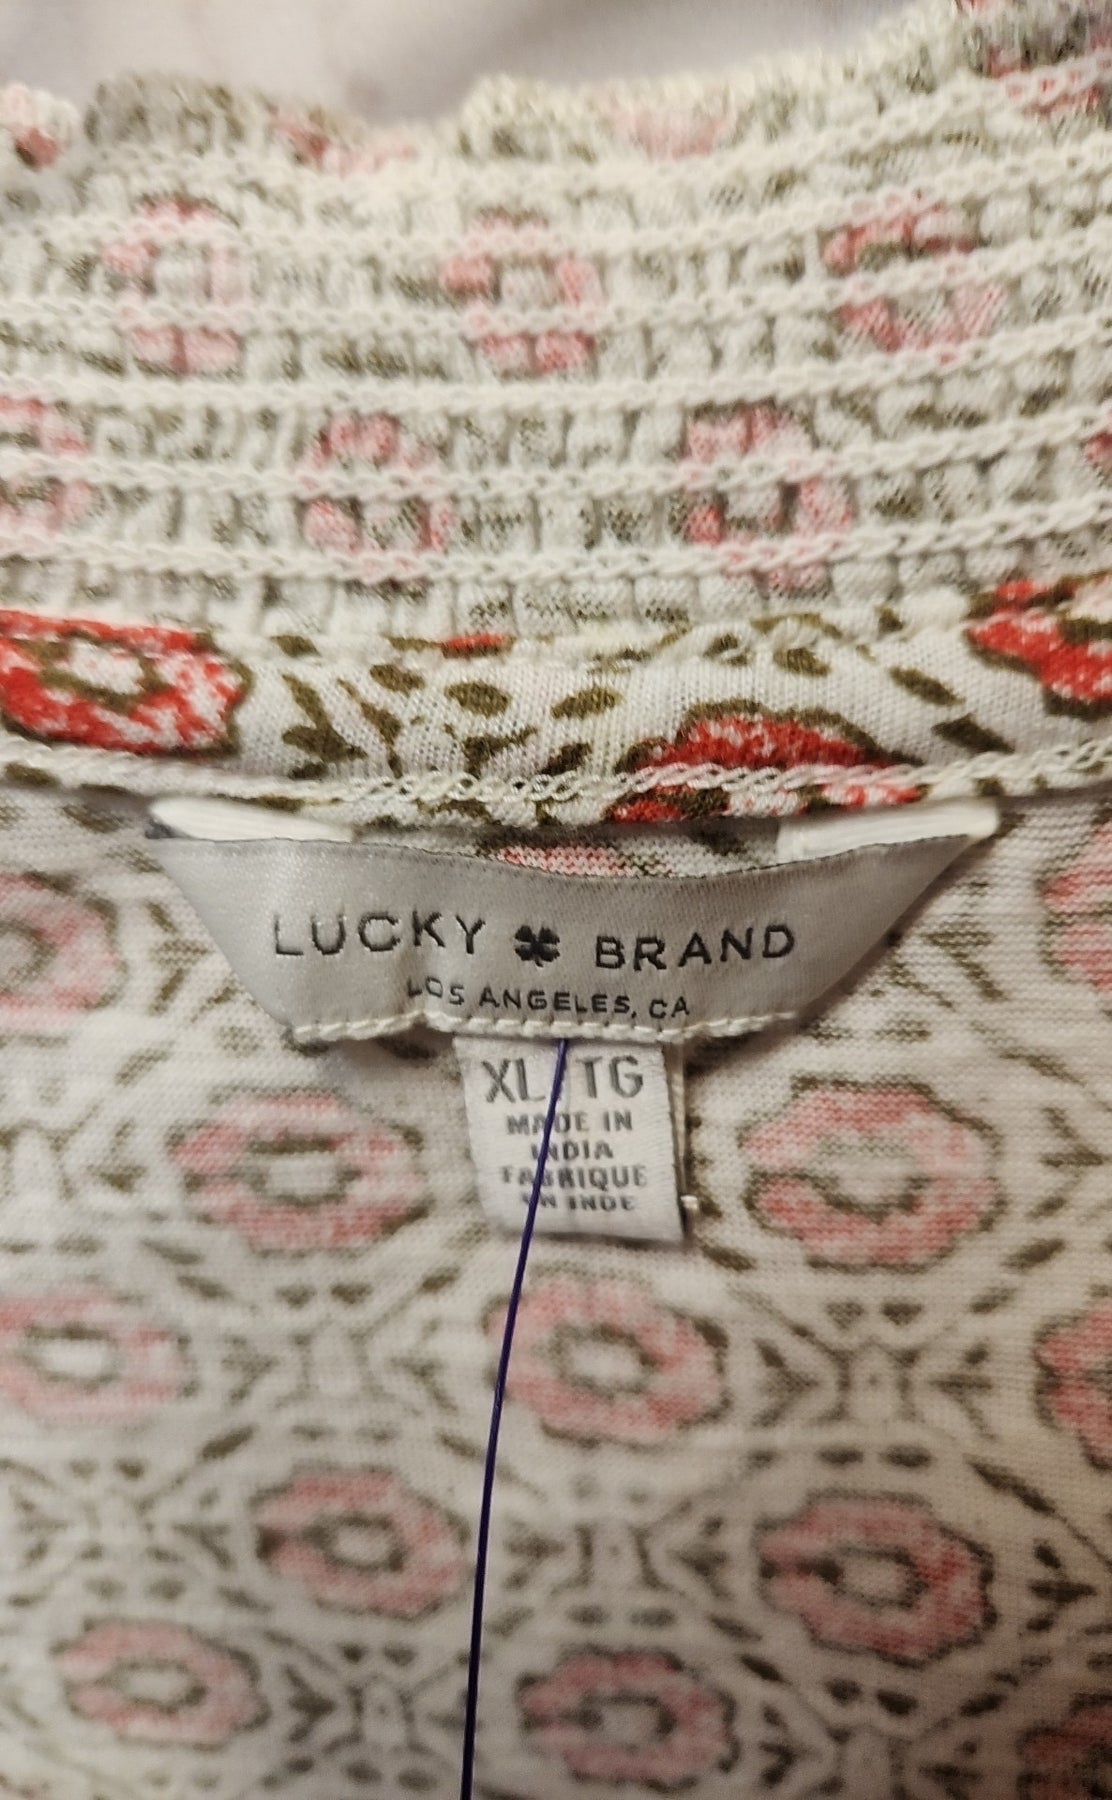 LUCKY BRAND
LOS ANGELES, CA
XL/TG
MADE IN
INDIA
FABRIQUE
EN INDE